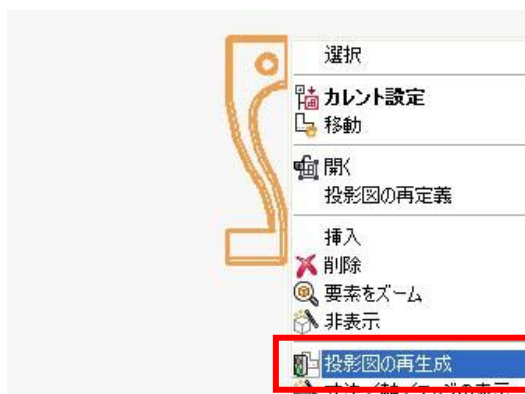 選択
カレント設定
移動
開く
投影図の再定義
挿入
削除
要素をズーム
非表示
投影図の再生成